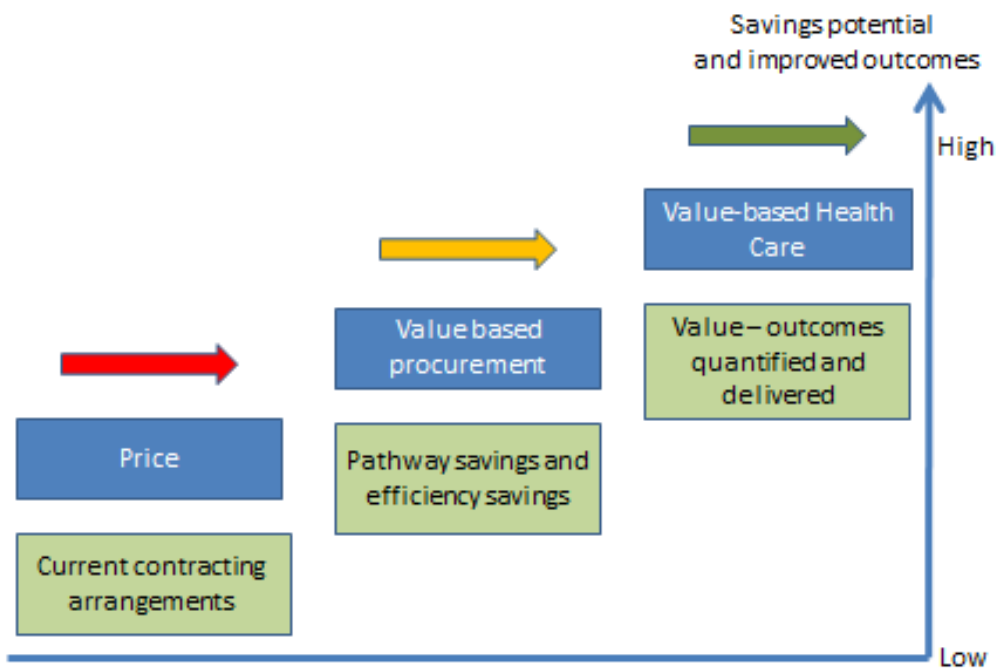 Savings potential
and improved outcomes
High
Value-based Health
Care
Value based
procurement
Value – outcomes
quantified and
delivered
Price
Pathway savings and
efficiency savings
Current contracting
arrangements
Low